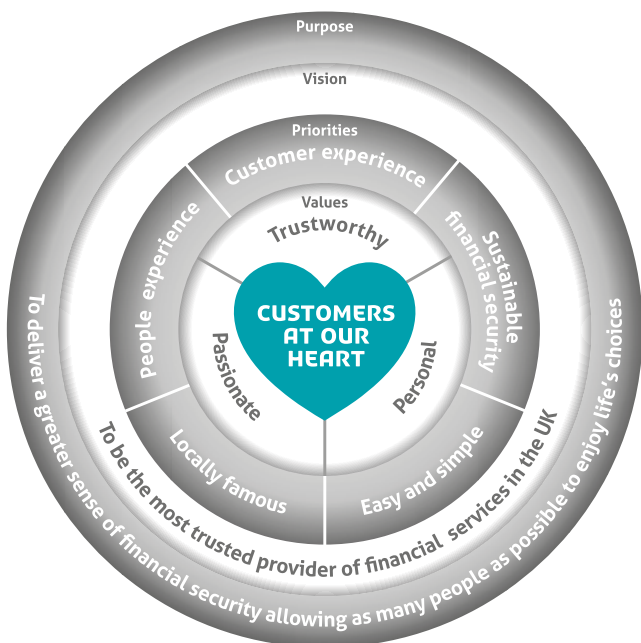 Purpose
To deliver a greater sense of financial security allowing as many people as possible to enjoy life's choices
Vision
To be the most trusted provider of financial services in the UK
Priorities
Customer experience
Sustainable
financial security
Easy and simple
Locally famous
People experience
Values
Trustworthy
Personal
Passionate
CUSTOMERS
AT OUR
HEART